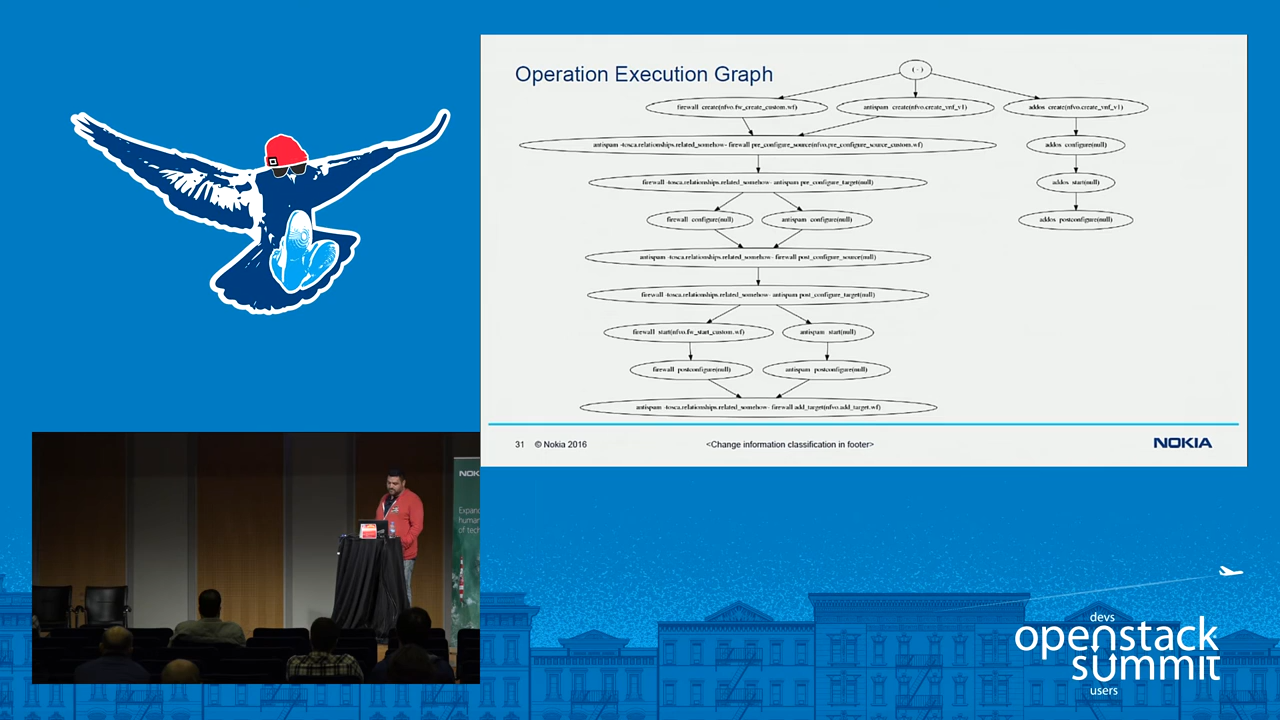 Operation Execution Graph
( - )
firewall create(nfvo.fw_create_custom.wf)
antispam create(nfvo.create_vnf_v1)
addos create(nfvo.create_vnf_v1)
antispam -tosca.relationships.related_somehow- firewall pre_configure_source(nfvo.pre_configure_source_custom.wf)
addos configure(null)
firewall -tosca.relationships.related_somehow- antispam pre_configure_target(null)
addos start(null)
firewall configure(null)
antispam configure(null)
addos postconfigure(null)
antispam -tosca.relationships.related_somehow- firewall post_configure_source(null)
firewall -tosca.relationships.related_somehow- antispam post_configure_target(null)
firewall start(nfvo.fw_start_custom.wf)
antispam start(null)
firewall postconfigure(null)
antispam postconfigure(null)
antispam -tosca.relationships.related_somehow- firewall add_target(nfvo.add_target.wf)
31 © Nokia 2016
<Change information classification in footer>
NOKIA
NOK
Expand
human
of tech
devs
openstack
summit
users